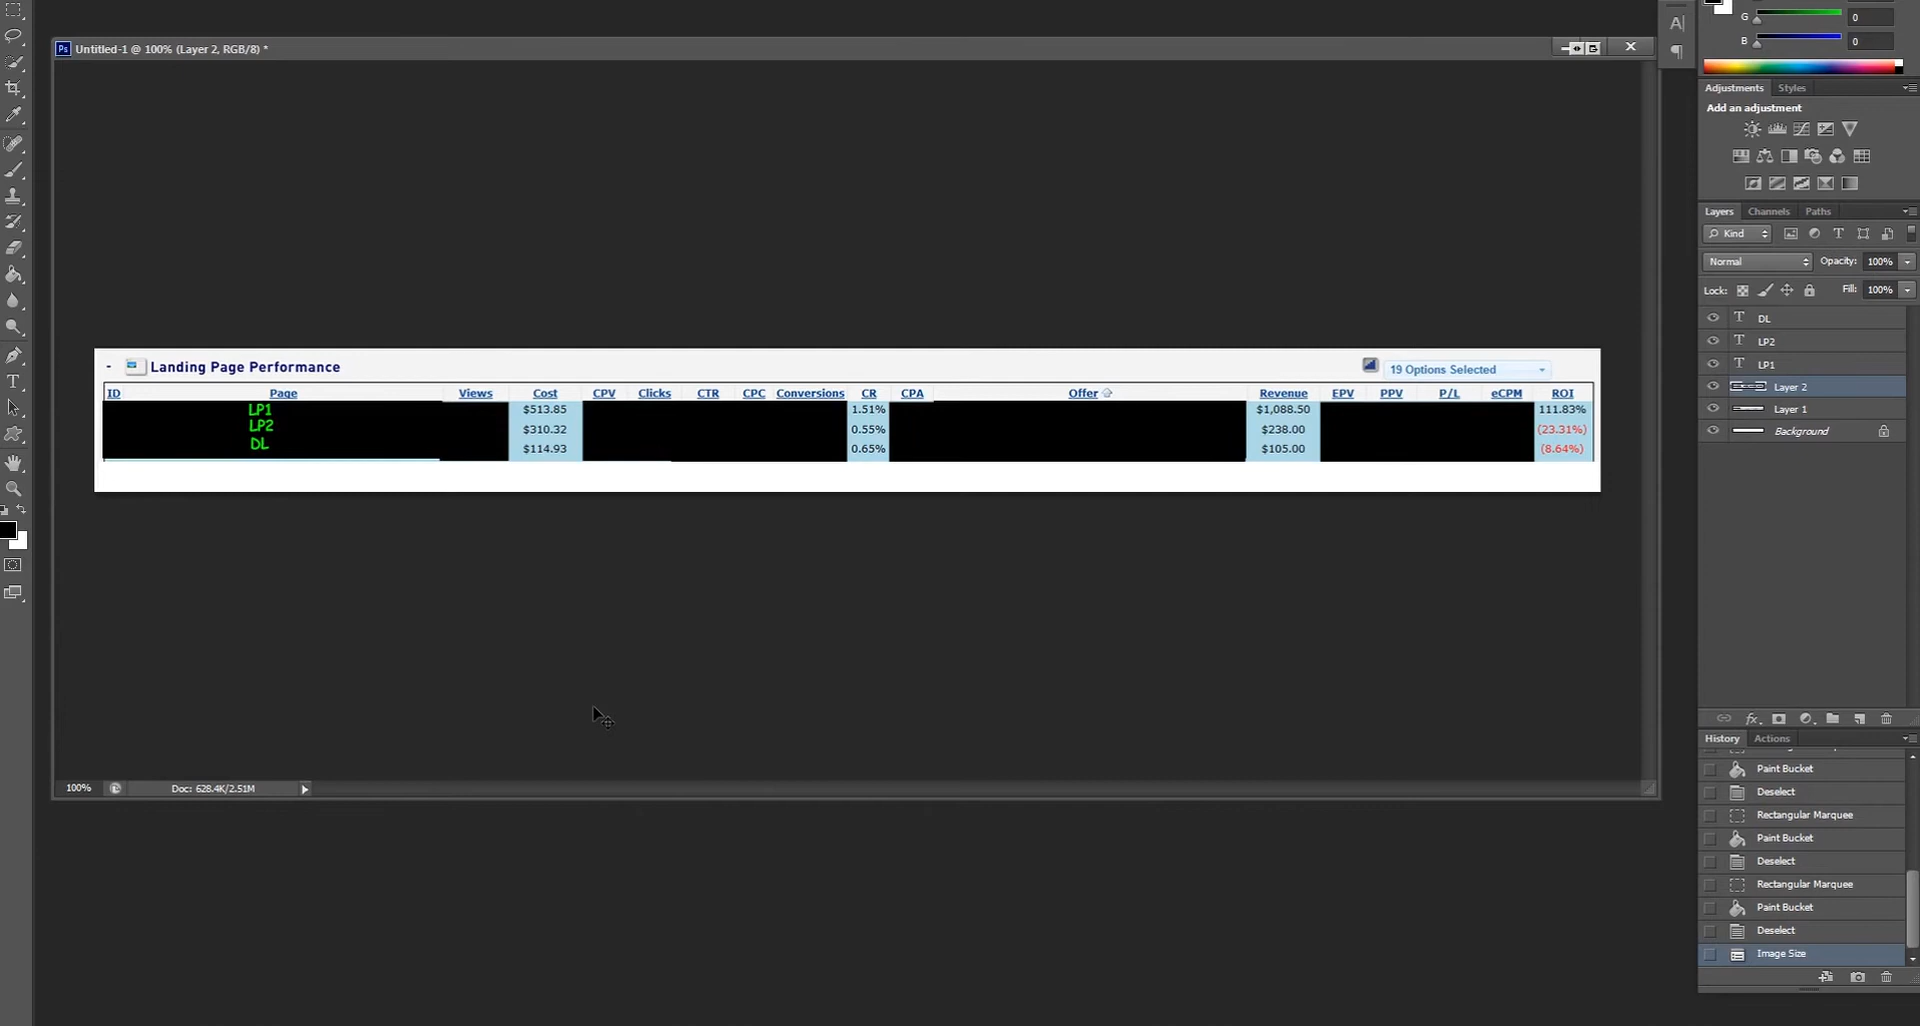 G 0
B 0
Ps Untitled-1 @ 100% (Layer 2, RGB/8) *
A
¶
Adjustments Styles
Add an adjustment
Layers Channels Paths
Kind
T
Normal Opacity: 100%
Lock: Fill: 100%
T DL
T LP2
T LP1
Layer 2
Layer 1
Background
fx
- Landing Page Performance 19 Options Selected
ID Page Views Cost CPV Clicks CTR CPC Conversions CR CPA Offer Revenue EPV PPV P/L eCPM ROI
LP1 $513.85 1.51% $1,088.50 111.83%
LP2 $310.32 0.55% $238.00 (23.31%)
DL $114.93 0.65% $105.00 (8.64%)
T
100% Doc: 628.4K/2.51M
History Actions
Paint Bucket
Deselect
Rectangular Marquee
Paint Bucket
Deselect
Rectangular Marquee
Paint Bucket
Deselect
Image Size